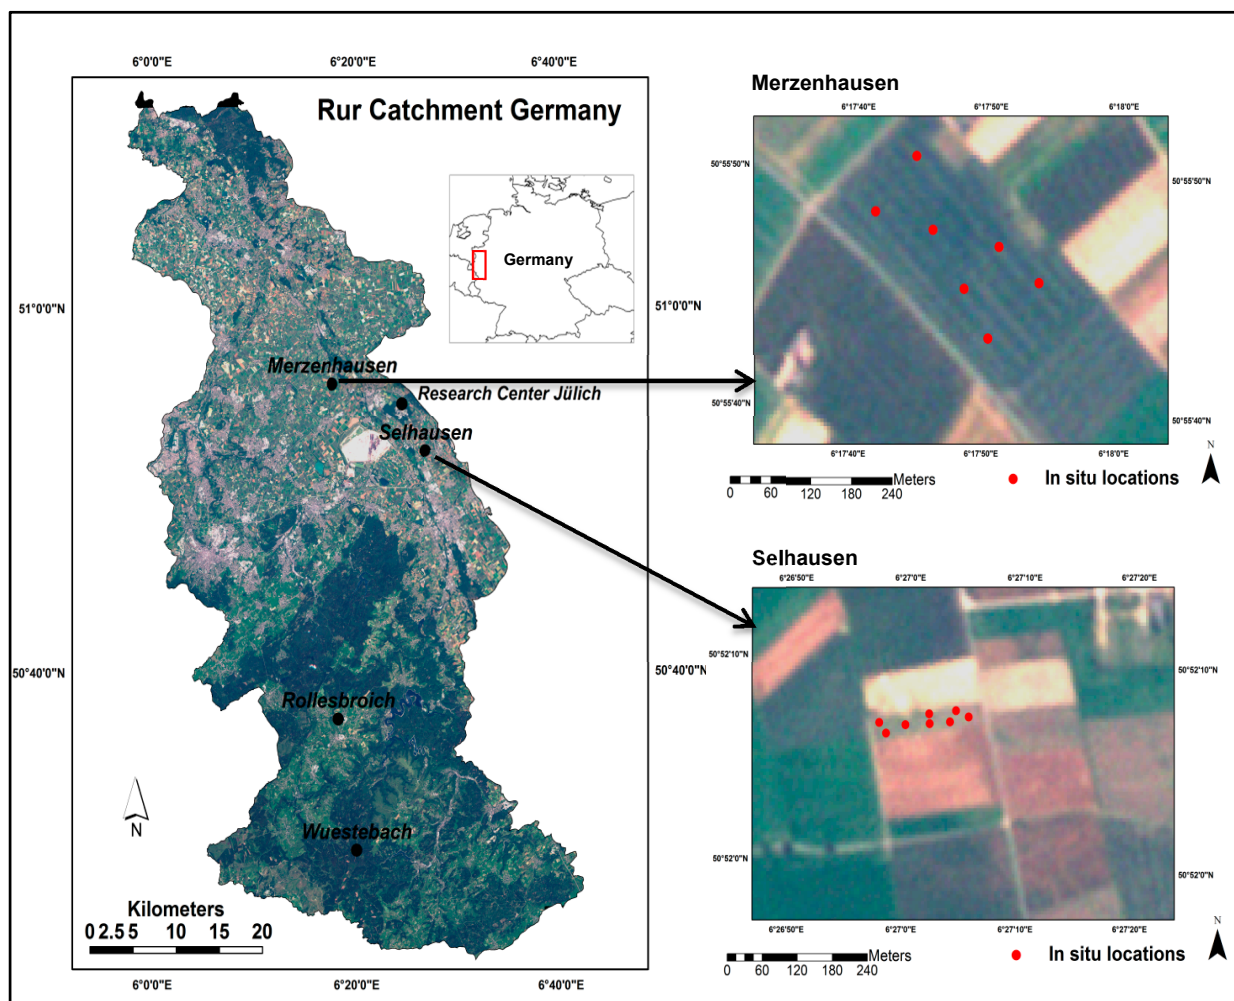 6°0'0"E 6°20'0"E 6°40'0"E
Rur Catchment Germany
Germany
51°0'0"N 51°0'0"N
Merzenhausen
Research Center Jülich
Selhausen
50°40'0"N 50°40'0"N
Rollesbroich
Wuestebach
N
Kilometers
0 2.5 5 10 15 20
6°0'0"E 6°20'0"E 6°40'0"E
Merzenhausen
6°17'40"E 6°17'50"E 6°18'0"E
50°55'50"N 50°55'50"N
50°55'40"N 50°55'40"N
6°17'40"E 6°17'50"E 6°18'0"E
N
Meters
0 60 120 180 240
In situ locations
Selhausen
6°26'50"E 6°27'0"E 6°27'10"E 6°27'20"E
50°52'10"N 50°52'10"N
50°52'0"N 50°52'0"N
6°26'50"E 6°27'0"E 6°27'10"E 6°27'20"E
N
Meters
0 60 120 180 240
In situ locations